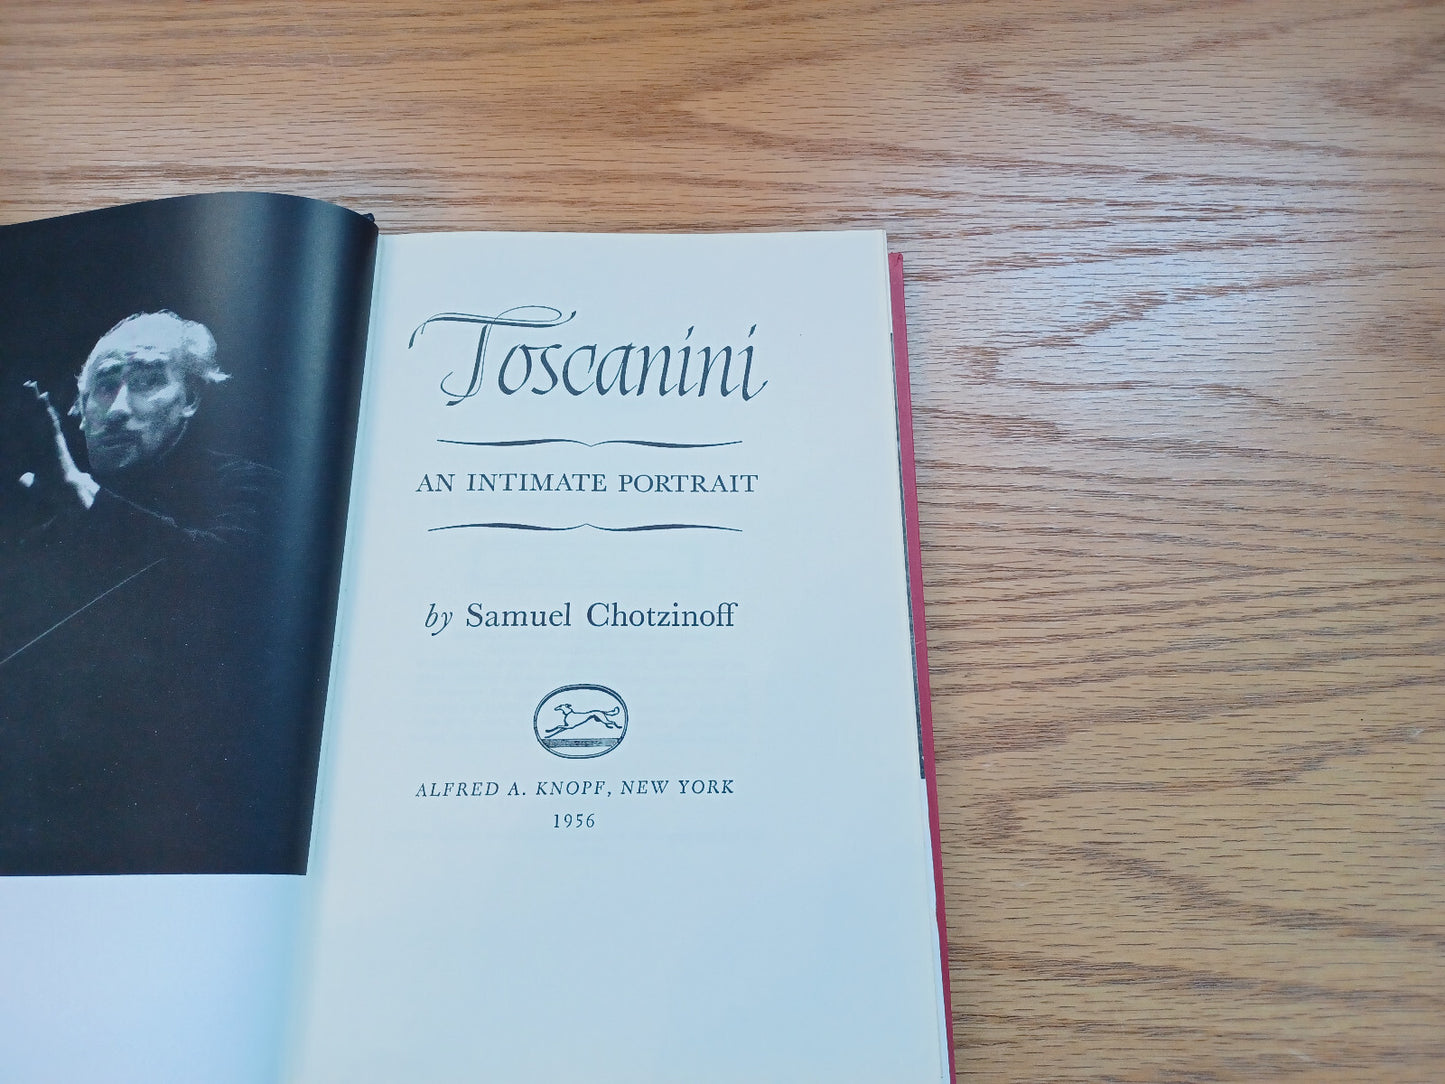 Toscanini
AN INTIMATE PORTRAIT
by Samuel Chotzinoff
ALFRED A. KNOPF, NEW YORK
1956